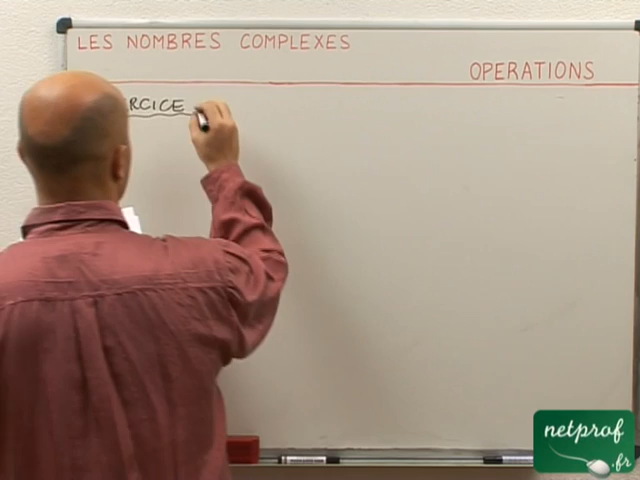 LES NOMBRES COMPLEXES
OPERATIONS
RCICE
netprof
.fr